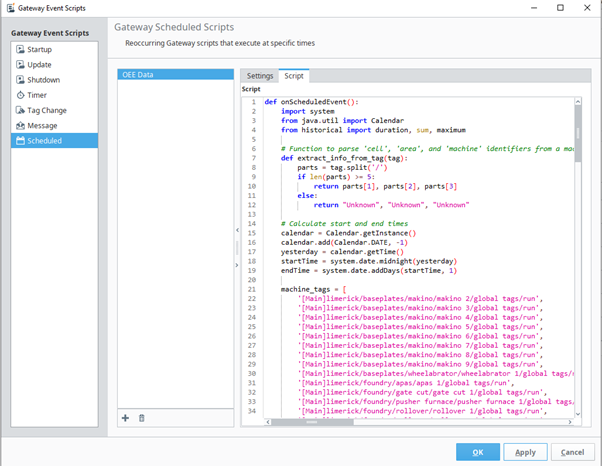 Gateway Event Scripts
Gateway Event Scripts
Startup
Update
Shutdown
Timer
Tag Change
Message
Scheduled
Gateway Scheduled Scripts
Reoccurring Gateway scripts that execute at specific times
OEE Data
Settings
Script
Script
1 def onScheduledEvent():
2 import system
3 from java.util import Calendar
4 from historical import duration, sum, maximum
5
6 # Function to parse 'cell', 'area', and 'machine' identifiers from a mac
7 def extract_info_from_tag(tag):
8 parts = tag.split('/')
9 if len(parts) >= 5:
10 return parts[1], parts[2], parts[3]
11 else:
12 return "Unknown", "Unknown", "Unknown"
13
14 # Calculate start and end times
15 calendar = Calendar.getInstance()
16 calendar.add(Calendar.DATE, -1)
17 yesterday = calendar.getTime()
18 startTime = system.date.midnight(yesterday)
19 endTime = system.date.addDays(startTime, 1)
20
21 machine_tags = [
22 '[Main]limerick/baseplates/makino/makino 2/global tags/run',
23 '[Main]limerick/baseplates/makino/makino 3/global tags/run',
24 '[Main]limerick/baseplates/makino/makino 4/global tags/run',
25 '[Main]limerick/baseplates/makino/makino 5/global tags/run',
26 '[Main]limerick/baseplates/makino/makino 6/global tags/run',
27 '[Main]limerick/baseplates/makino/makino 7/global tags/run',
28 '[Main]limerick/baseplates/makino/makino 8/global tags/run',
29 '[Main]limerick/baseplates/makino/makino 9/global tags/run',
30 '[Main]limerick/baseplates/wheelabrator/wheelabrator 1/global tags/r
31 '[Main]limerick/foundry/apas/apas 1/global tags/run',
32 '[Main]limerick/foundry/gate cut/gate cut 1/global tags/run',
33 '[Main]limerick/foundry/pusher furnace/pusher furnace 1/global tags/
34 '[Main]limerick/foundry/rollover/rollover 1/global tags/run',
OK
Apply
Cancel